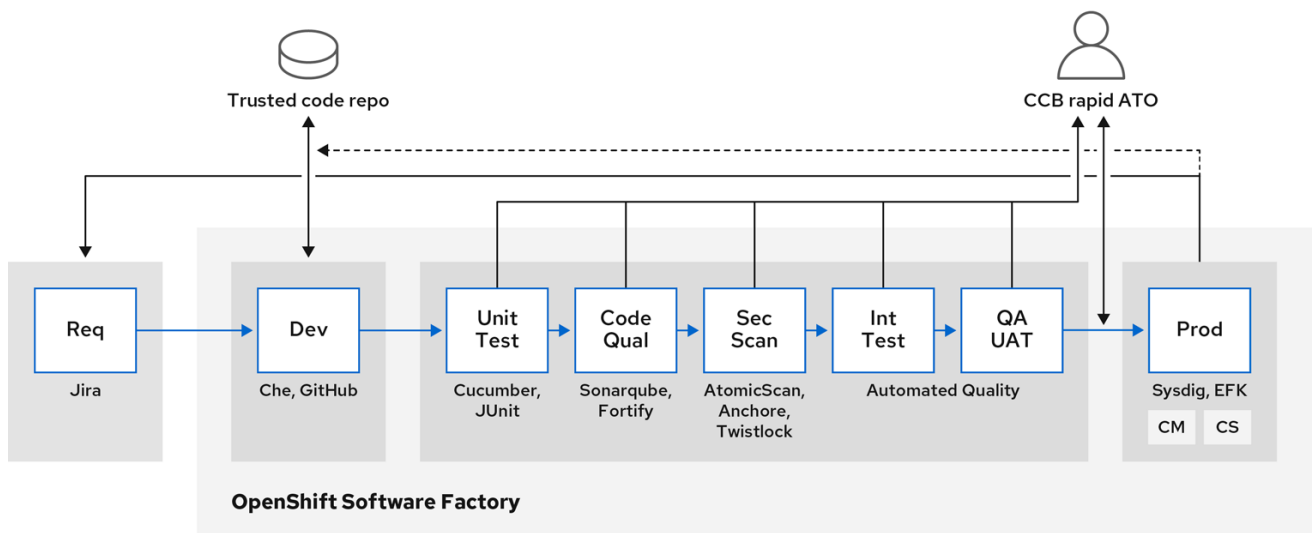 Trusted code repo
CCB rapid ATO
Req
Dev
Unit
Test
Code
Qual
Sec
Scan
Int
Test
QA
UAT
Prod
Jira
Che, GitHub
Cucumber,
JUnit
Sonarqube,
Fortify
AtomicScan,
Anchore,
Twistlock
Automated Quality
Sysdig, EFK
CM
CS
OpenShift Software Factory